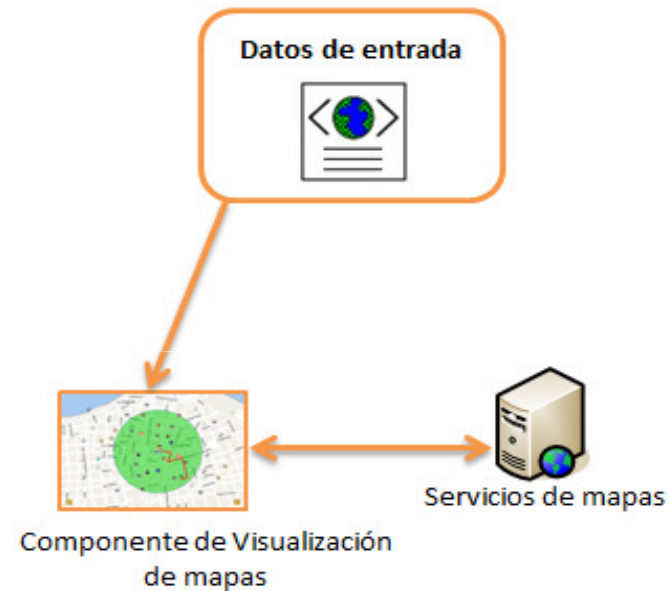 Datos de entrada
Servicios de mapas
Componente de Visualización
de mapas